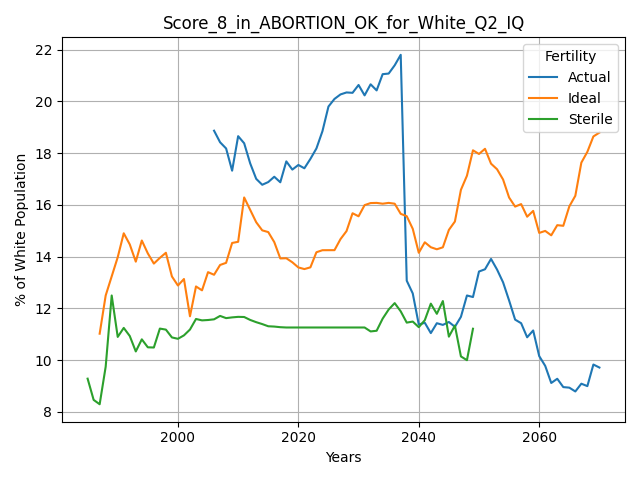 Score_8_in_ABORTION_OK_for_White_Q2_IQ
Fertility
Actual
Ideal
Sterile
% of White Population
22
20
18
16
14
12
10
8
2000 2020 2040 2060
Years